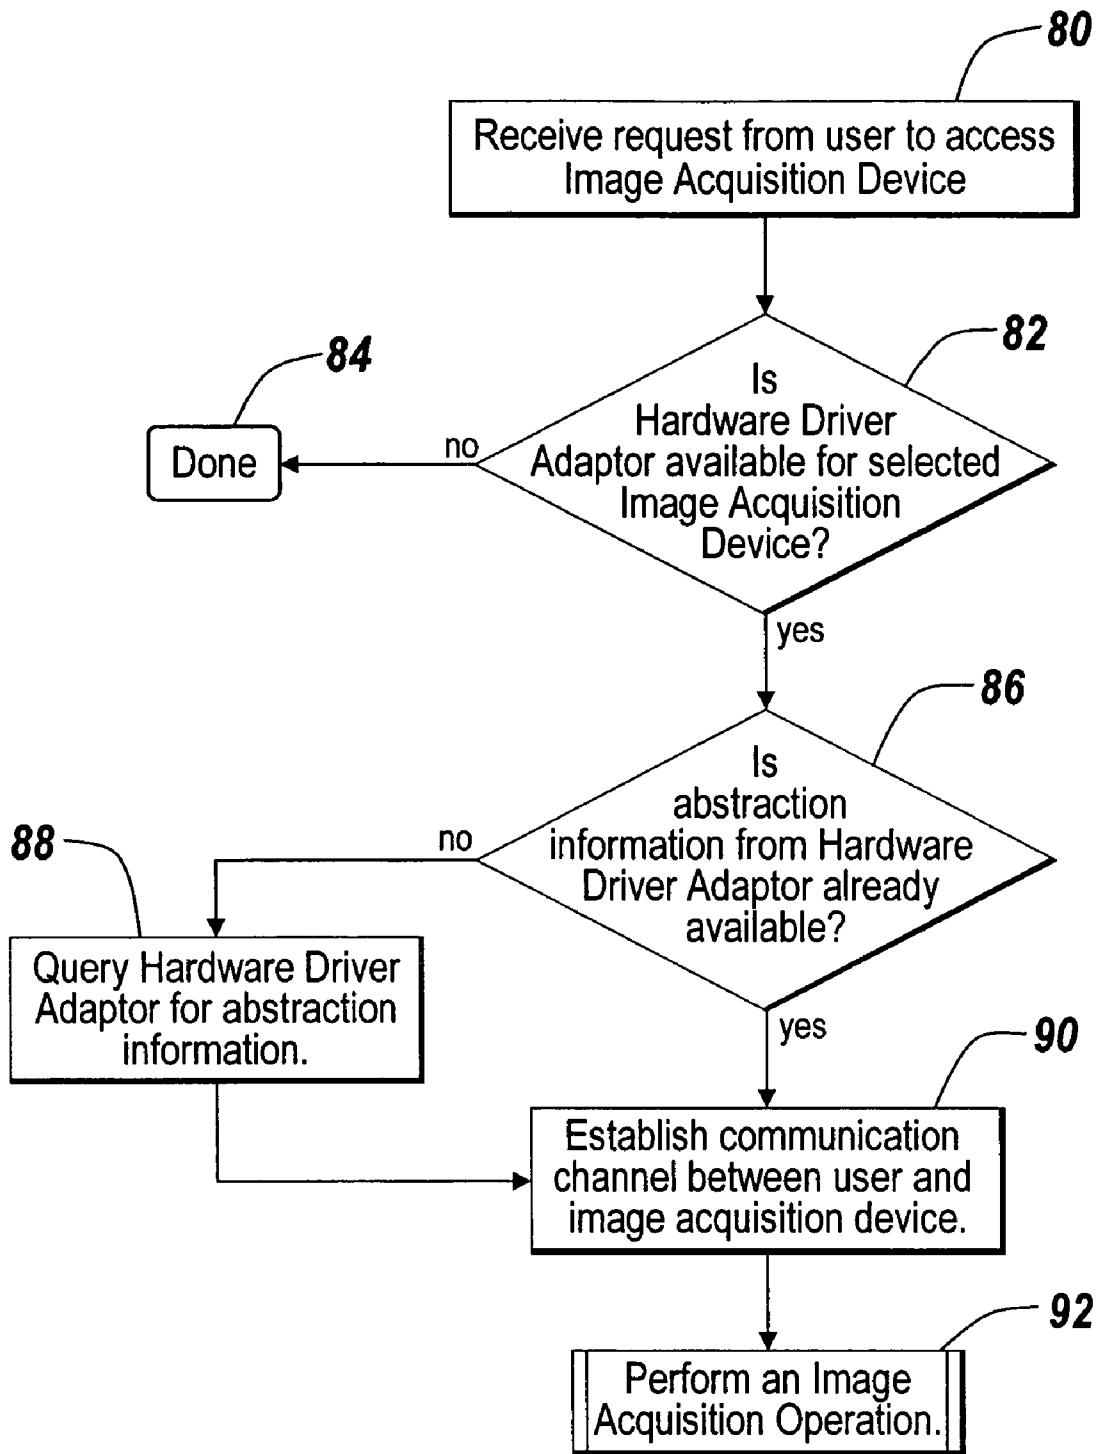 80
Receive request from user to access
Image Acquisition Device
82
84
Is
Hardware Driver
Adaptor available for selected
Image Acquisition
Device?
no
Done
yes
86
Is
abstraction
information from Hardware
Driver Adaptor already
available?
no
88
Query Hardware Driver
Adaptor for abstraction
information.
yes
90
Establish communication
channel between user and
image acquisition device.
92
Perform an Image
Acquisition Operation.